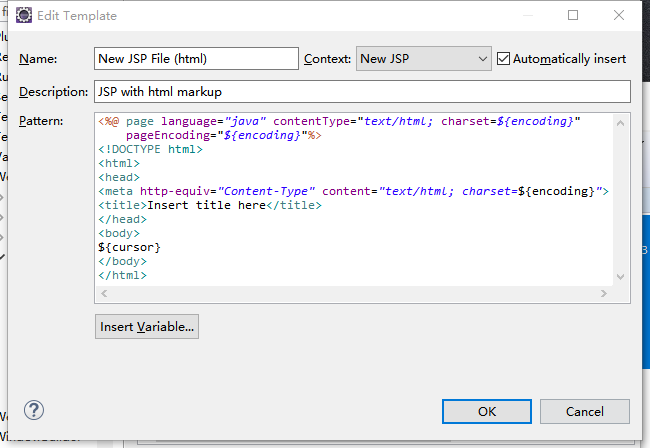 Edit Template
Name: New JSP File (html) Context: New JSP Automatically insert
Description: JSP with html markup
Pattern: <%@ page language="java" contentType="text/html; charset=${encoding}"
pageEncoding="${encoding}"%>
<!DOCTYPE html>
<html>
<head>
<meta http-equiv="Content-Type" content="text/html; charset=${encoding}">
<title>Insert title here</title>
</head>
<body>
${cursor}
</body>
</html>
Insert Variable...
?
OK Cancel